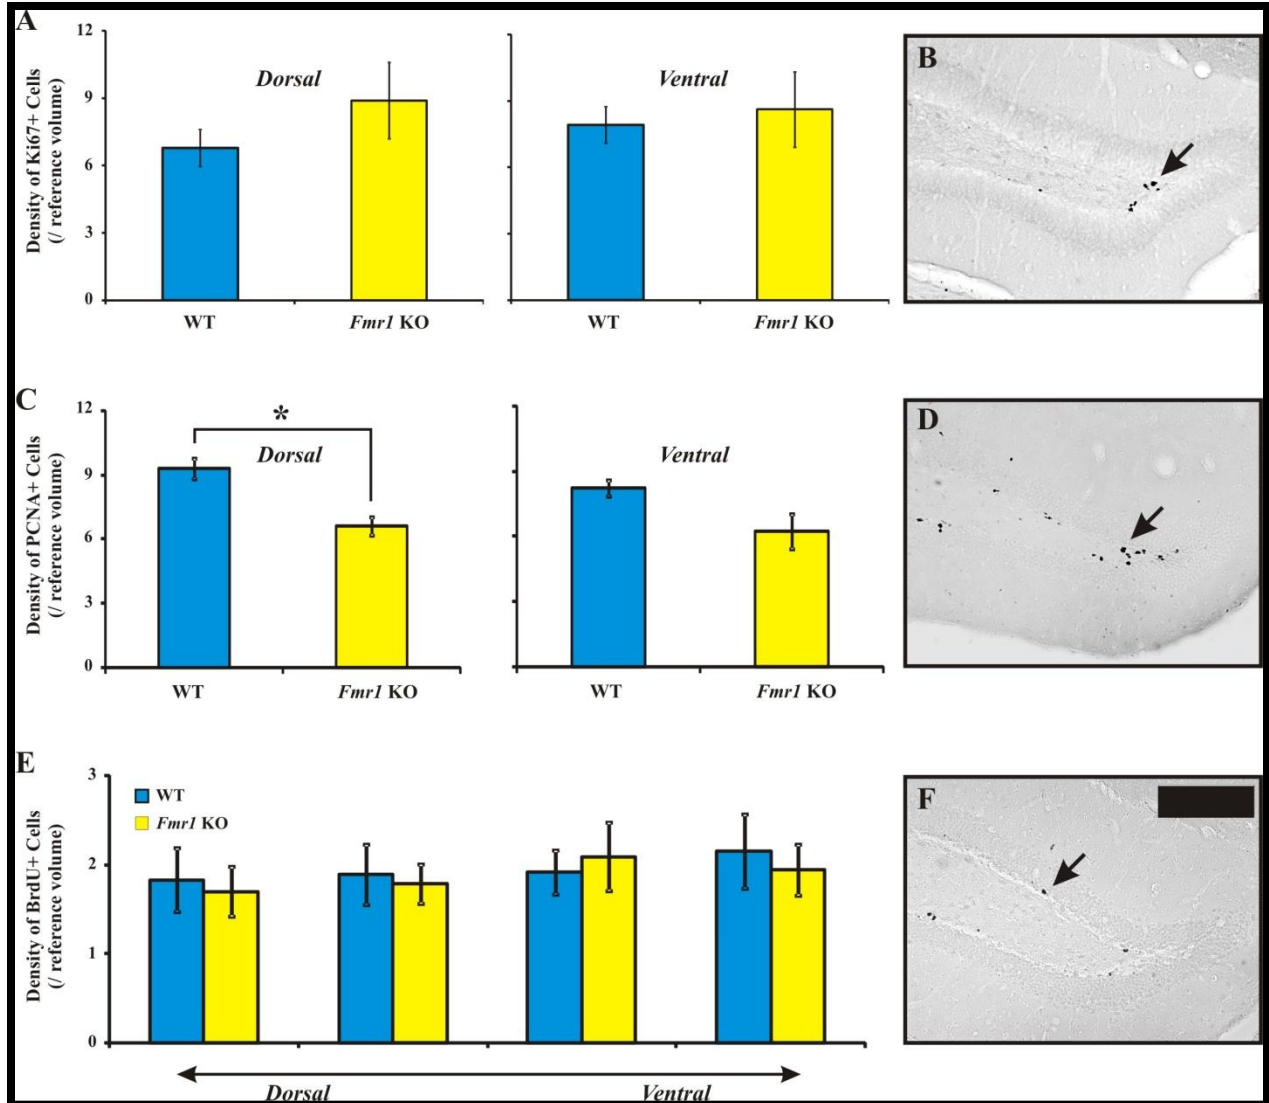 A
Density of Ki67+ Cells
(/ reference volume)
12
9
6
3
0
Dorsal
WT
Fmr1 KO
Ventral
WT
Fmr1 KO
B
C
Density of PCNA+ Cells
(/ reference volume)
12
9
6
3
0
*
Dorsal
WT
Fmr1 KO
Ventral
WT
Fmr1 KO
D
E
Density of BrdU+ Cells
(/ reference volume)
3
2
1
0
WT
Fmr1 KO
Dorsal
Ventral
F